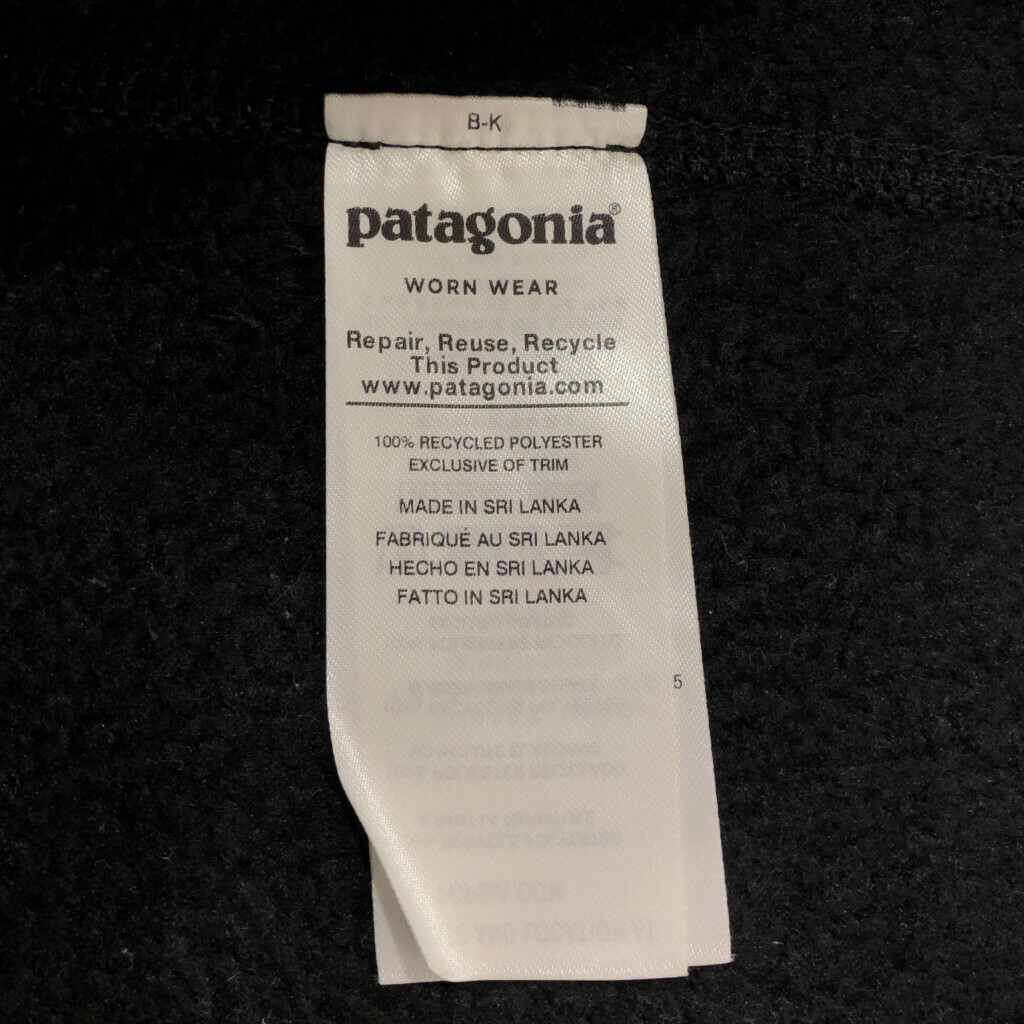 B-K
patagonia®
WORN WEAR
Repair, Reuse, Recycle
This Product
www.patagonia.com
100% RECYCLED POLYESTER
EXCLUSIVE OF TRIM
MADE IN SRI LANKA
FABRIQUÉ AU SRI LANKA
HECHO EN SRI LANKA
FATTO IN SRI LANKA
5